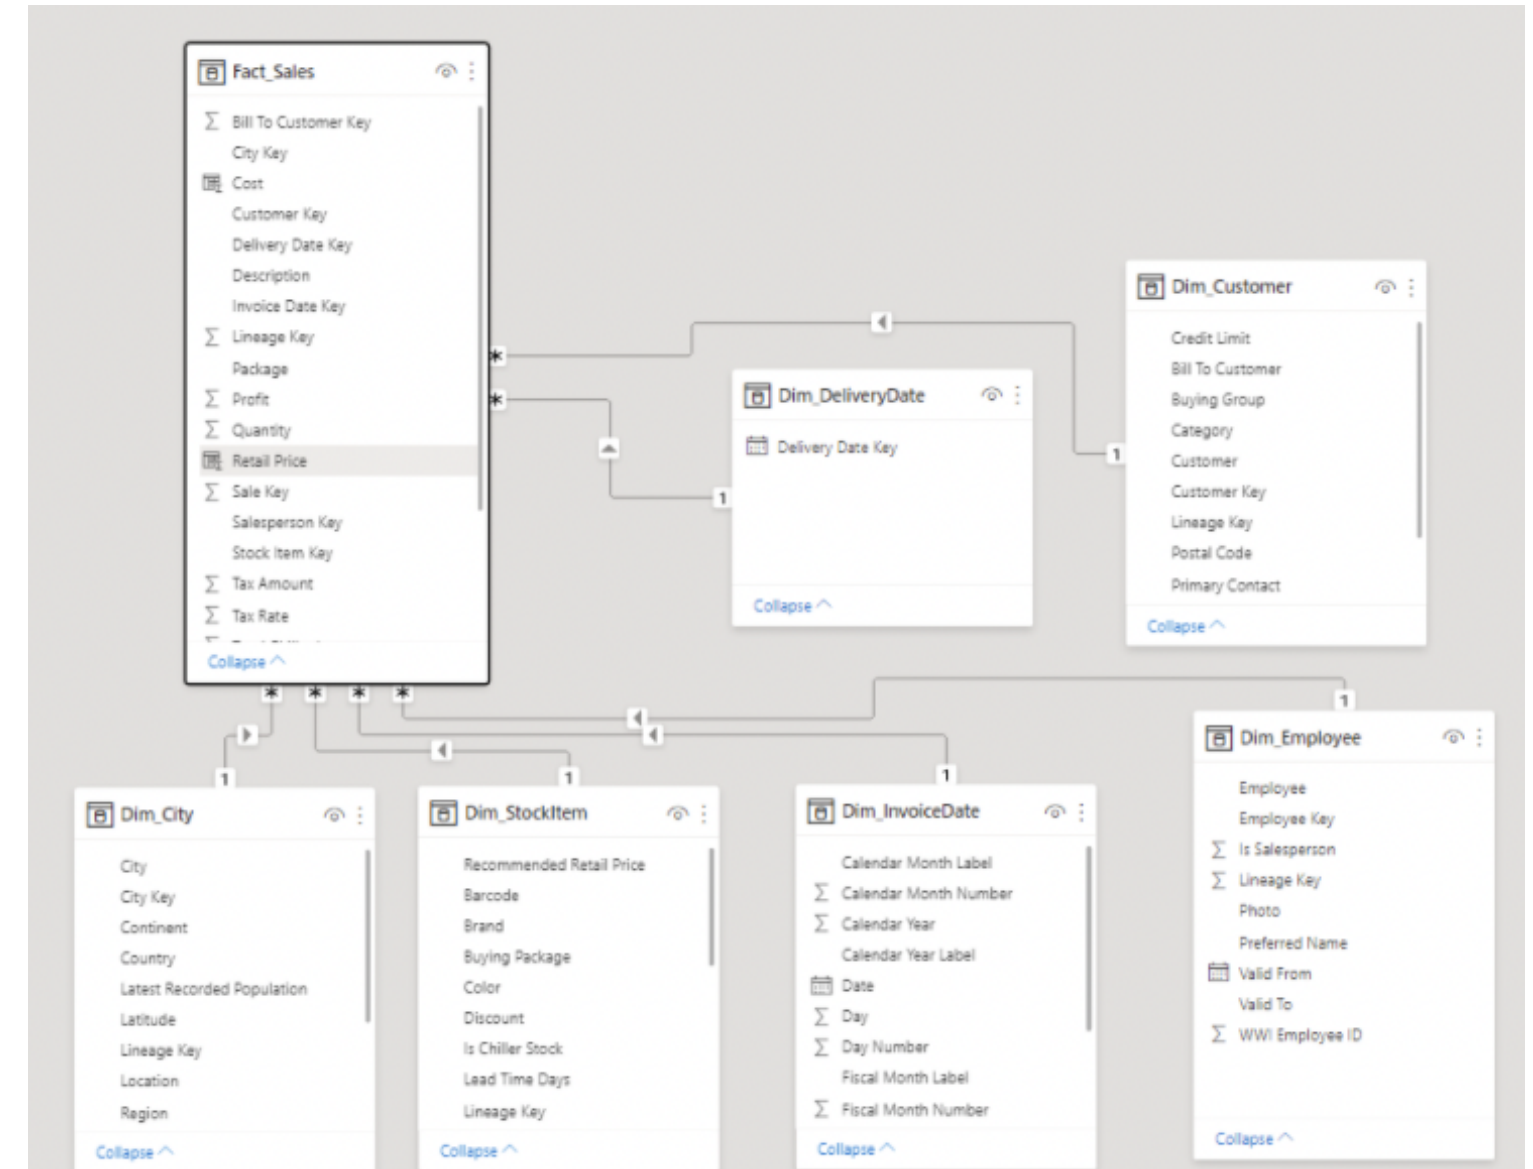 Fact_Sales
Bill To Customer Key
City Key
Cost
Customer Key
Delivery Date Key
Description
Invoice Date Key
Lineage Key
Package
Profit
Quantity
Retail Price
Sale Key
Salesperson Key
Stock Item Key
Tax Amount
Tax Rate
Collapse
*
*
*
*
*
*
Dim_DeliveryDate
Delivery Date Key
Collapse
1
Dim_Customer
Credit Limit
Bill To Customer
Buying Group
Category
Customer
Customer Key
Lineage Key
Postal Code
Primary Contact
Collapse
1
1
Dim_City
City
City Key
Continent
Country
Latest Recorded Population
Latitude
Lineage Key
Location
Region
Collapse
1
Dim_StockItem
Recommended Retail Price
Barcode
Brand
Buying Package
Color
Discount
Is Chiller Stock
Lead Time Days
Lineage Key
Collapse
1
Dim_InvoiceDate
Calendar Month Label
Calendar Month Number
Calendar Year
Calendar Year Label
Date
Day
Day Number
Fiscal Month Label
Fiscal Month Number
Collapse
1
Dim_Employee
Employee
Employee Key
Is Salesperson
Lineage Key
Photo
Preferred Name
Valid From
Valid To
WWI Employee ID
Collapse